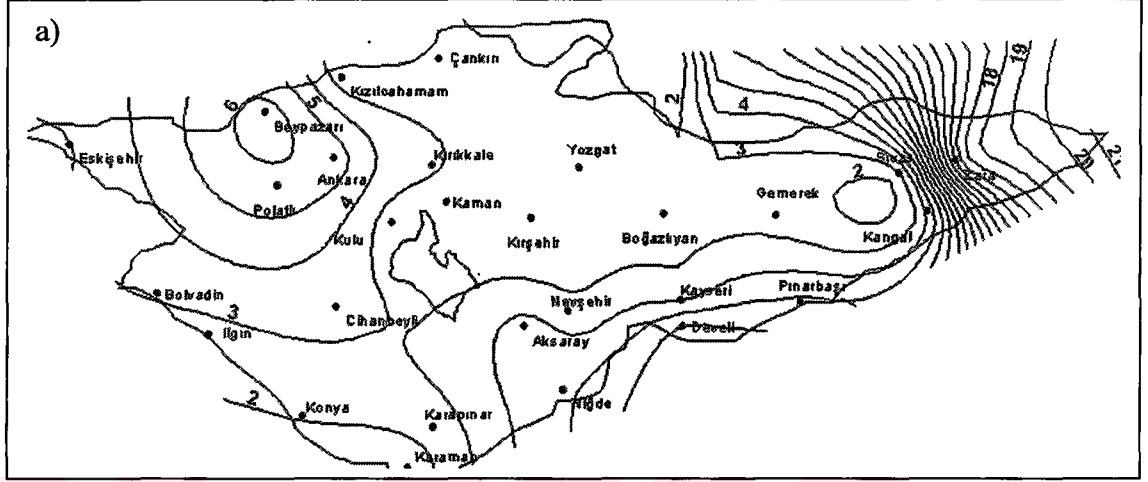 a)
Çankırı
Kızılcahamam
6
5
Beypazarı
Eskişehir
Ankara
Kırıkkale
Yozgat
2
4
3
18
19
Sivas
Zara
Polatlı
4
Kaman
Gemerek
2
Kulu
Kırşehir
Boğazlıyan
Kangal
Bolvadin
3
Cihanbeyli
Nevşehir
Kayseri
Pınarbaşı
Ilgın
Aksaray
Develi
2
Konya
Karapınar
Niğde
Karaman